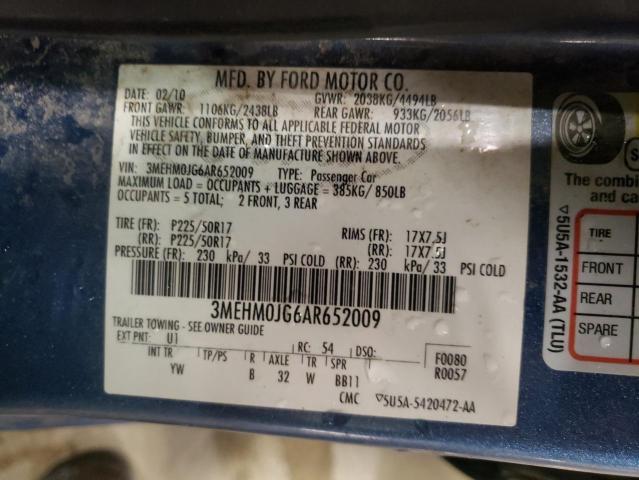 MFD. BY FORD MOTOR CO.
DATE: 02/10 GVWR: 2038KG/4494LB
FRONT GAWR: 1106KG/2438LB REAR GAWR: 933KG/2056LB
THIS VEHICLE CONFORMS TO ALL APPLICABLE FEDERAL MOTOR
VEHICLE SAFETY, BUMPER, AND THEFT PREVENTION STANDARDS
IN EFFECT ON THE DATE OF MANUFACTURE SHOWN ABOVE.
VIN: 3MEHM0JG6AR652009 TYPE: Passenger Car
MAXIMUM LOAD = OCCUPANTS + LUGGAGE = 385KG/ 850LB
OCCUPANTS = 5 TOTAL; 2 FRONT, 3 REAR
TIRE (FR): P225/50R17 RIMS (FR): 17X7.5J
(RR): P225/50R17 (RR): 17X7.5J
PRESSURE (FR): 230 kPa/ 33 PSI COLD (RR): 230 kPa/ 33 PSI COLD
3MEHM0JG6AR652009
TRAILER TOWING - SEE OWNER GUIDE
EXT PNT: U1 RC: 54 DSO: F0080
INT TR TP/PS R AXLE TR SPR R0057
YW B 32 W BB11
CMC 5U5A-5420472-AA
5U5A-1532-AA (TLU)
The combi
and ca
TIRE
FRONT
REAR
SPARE